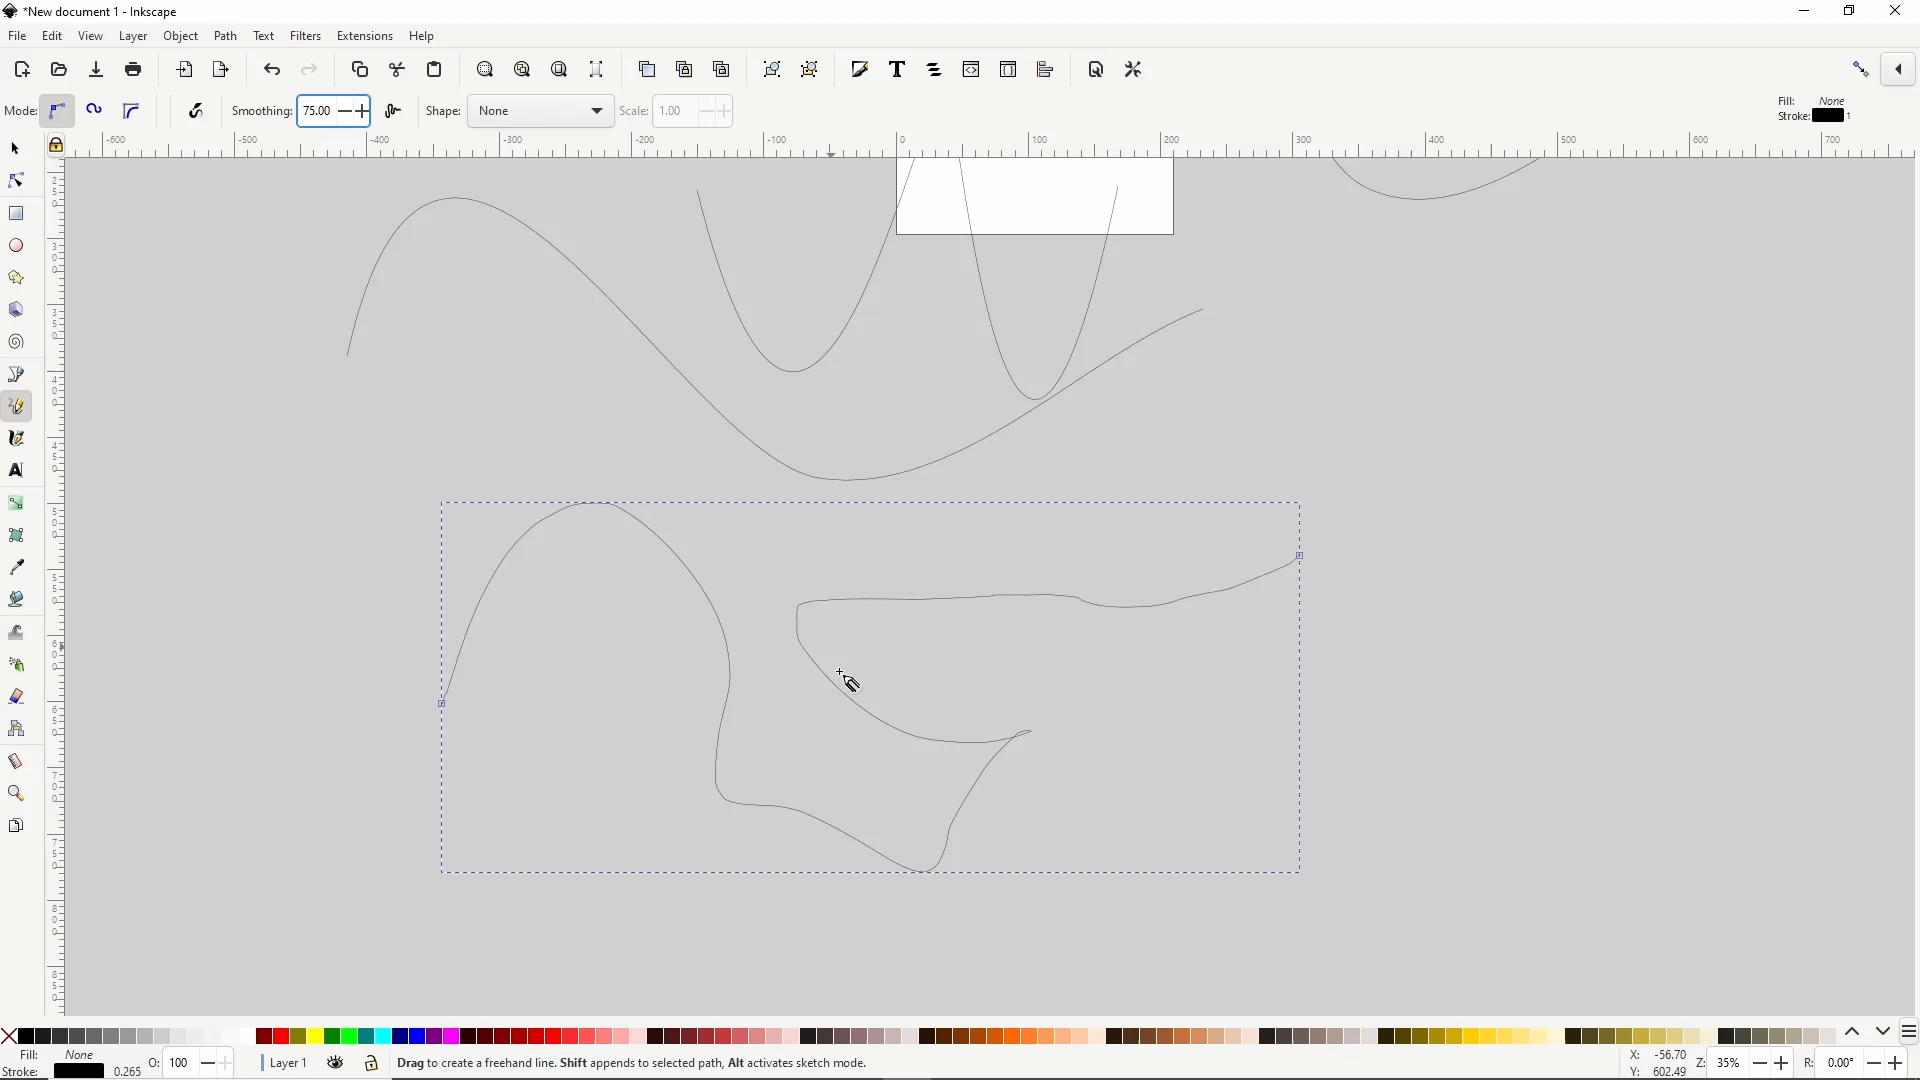 *New document 1 - Inkscape
File Edit View Layer Object Path Text Filters Extensions Help
Mode: Smoothing: 75.00 Shape: None Scale: 1.00 Fill: None
Stroke: 1
-600 -500 -400 -300 -200 -100 0 100 200 300 400 500 600 700
Fill: None O: 100 Layer 1 Drag to create a freehand line. Shift appends to selected path, Alt activates sketch mode. X: -56.70 Z: 35% R: 0.00°
Stroke: 0.265 Y: 602.49